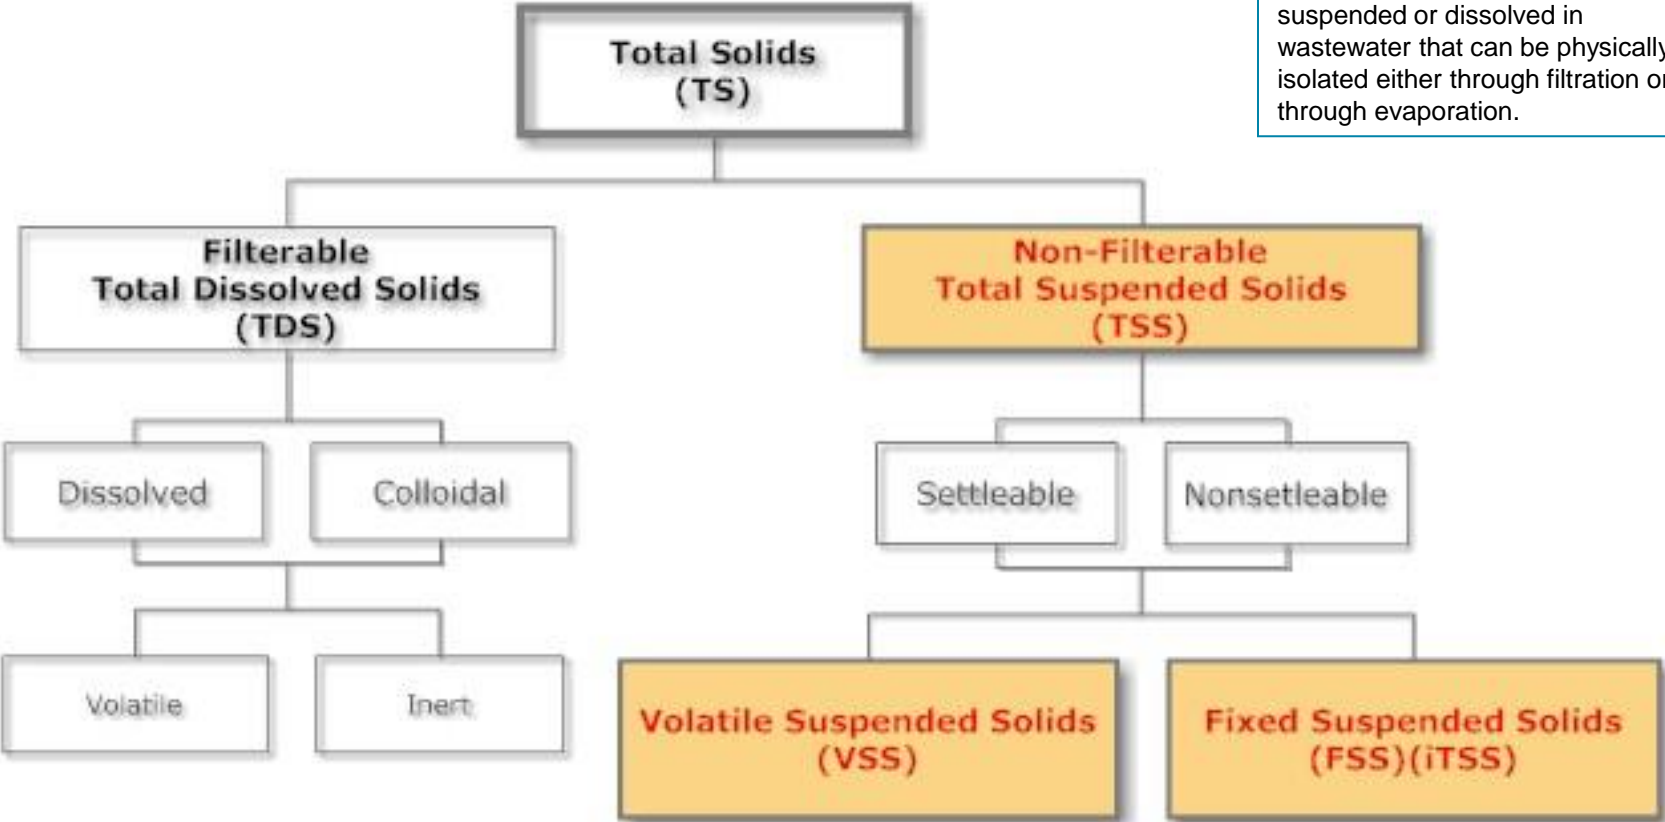 Total Solids
(TS)
suspended or dissolved in
wastewater that can be physically
isolated either through filtration or
through evaporation.
Filterable
Total Dissolved Solids
(TDS)
Non-Filterable
Total Suspended Solids
(TSS)
Dissolved
Colloidal
Settleable
Nonsetleable
Volatile
Inert
Volatile Suspended Solids
(VSS)
Fixed Suspended Solids
(FSS)(iTSS)